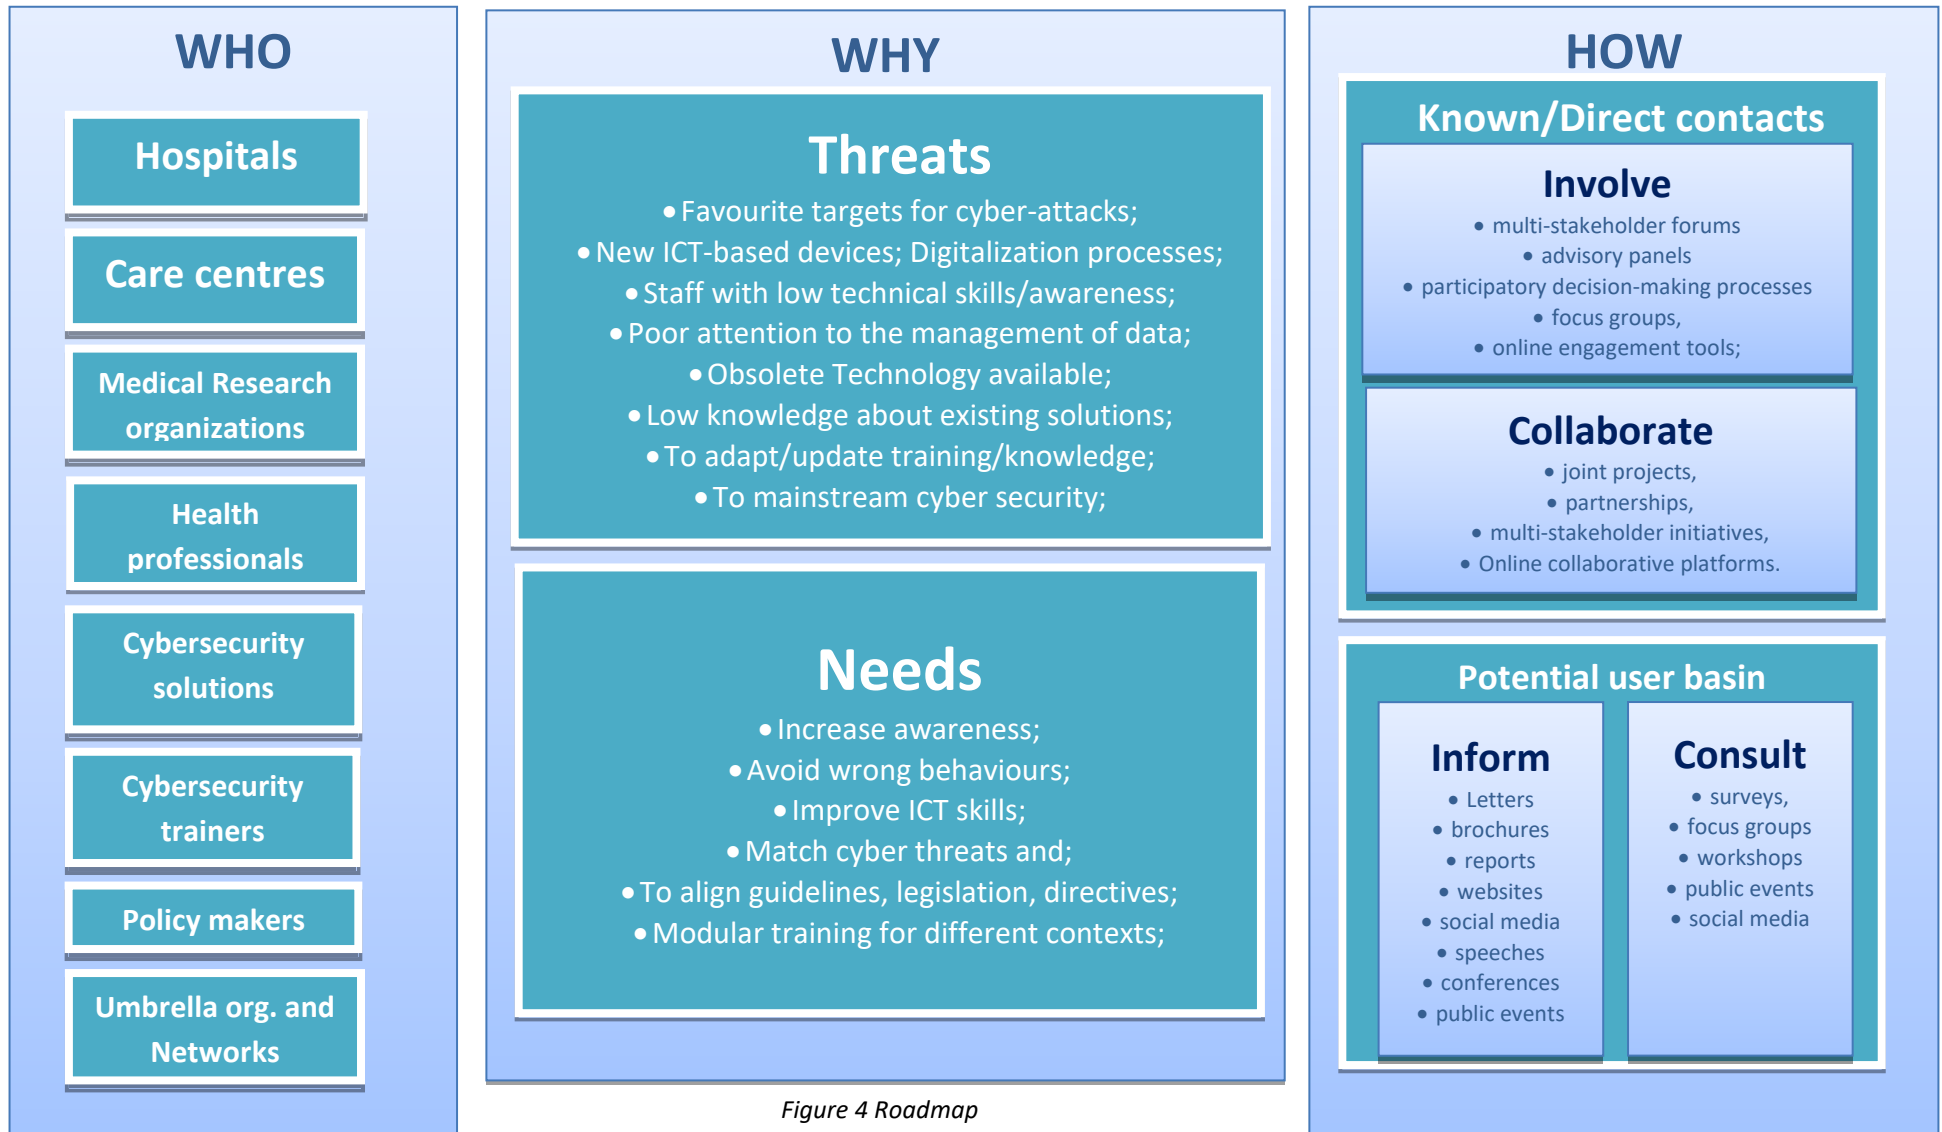 WHO
Hospitals
Care centres
Medical Research
organizations
Health
professionals
Cybersecurity
solutions
Cybersecurity
trainers
Policy makers
Umbrella org. and
Networks
WHY
Threats
• Favourite targets for cyber-attacks;
• New ICT-based devices; Digitalization processes;
• Staff with low technical skills/awareness;
• Poor attention to the management of data;
• Obsolete Technology available;
• Low knowledge about existing solutions;
• To adapt/update training/knowledge;
• To mainstream cyber security;
Needs
• Increase awareness;
• Avoid wrong behaviours;
• Improve ICT skills;
• Match cyber threats and;
• To align guidelines, legislation, directives;
• Modular training for different contexts;
HOW
Known/Direct contacts
Involve
• multi-stakeholder forums
• advisory panels
• participatory decision-making processes
• focus groups,
• online engagement tools;
Collaborate
• joint projects,
• partnerships,
• multi-stakeholder initiatives,
• Online collaborative platforms.
Potential user basin
Inform
• Letters
• brochures
• reports
• websites
• social media
• speeches
• conferences
• public events
Consult
• surveys,
• focus groups
• workshops
• public events
• social media
Figure 4 Roadmap